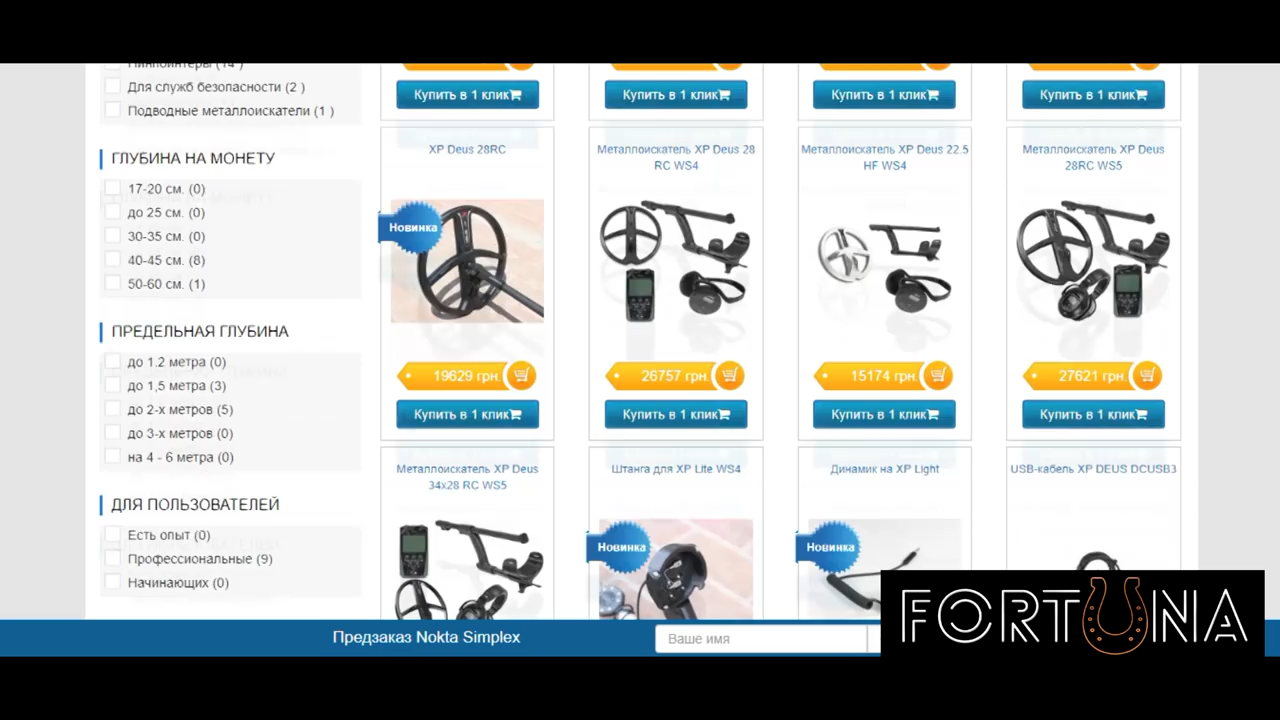 Пинпоинтеры (14 )
Для служб безопасности (2 )
Подводные металлоискатели (1 )
ГЛУБИНА НА МОНЕТУ
17-20 см. (0)
до 25 см. (0)
30-35 см. (0)
40-45 см. (8)
50-60 см. (1)
ПРЕДЕЛЬНАЯ ГЛУБИНА
до 1.2 метра (0)
до 1,5 метра (3)
до 2-х метров (5)
до 3-х метров (0)
на 4 - 6 метра (0)
ДЛЯ ПОЛЬЗОВАТЕЛЕЙ
Есть опыт (0)
Профессиональные (9)
Начинающих (0)
Купить в 1 клик
Купить в 1 клик
Купить в 1 клик
Купить в 1 клик
XP Deus 28RC
Новинка
19629 грн.
Купить в 1 клик
Металлоискатель XP Deus 28
RC WS4
26757 грн.
Купить в 1 клик
Металлоискатель XP Deus 22.5
HF WS4
15174 грн.
Купить в 1 клик
Металлоискатель XP Deus
28RC WS5
27621 грн.
Купить в 1 клик
Металлоискатель XP Deus
34x28 RC WS5
Штанга для XP Lite WS4
Новинка
Динамик на XP Light
Новинка
USB-кабель XP DEUS DCUSB3
Предзаказ Nokta Simplex
Ваше имя
FORTUNA